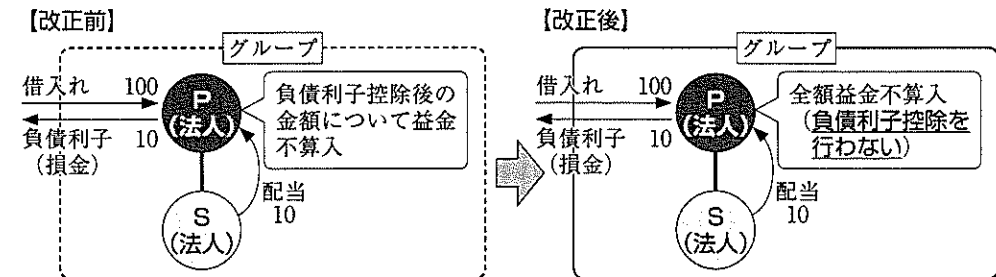 【改正前】
グループ
借入れ 100
負債利子 10
(損金)
P
(法人)
負債利子控除後の
金額について益金
不算入
配当
10
S
(法人)
【改正後】
グループ
借入れ 100
負債利子 10
(損金)
P
(法人)
全額益金不算入
(負債利子控除を
行わない)
配当
10
S
(法人)